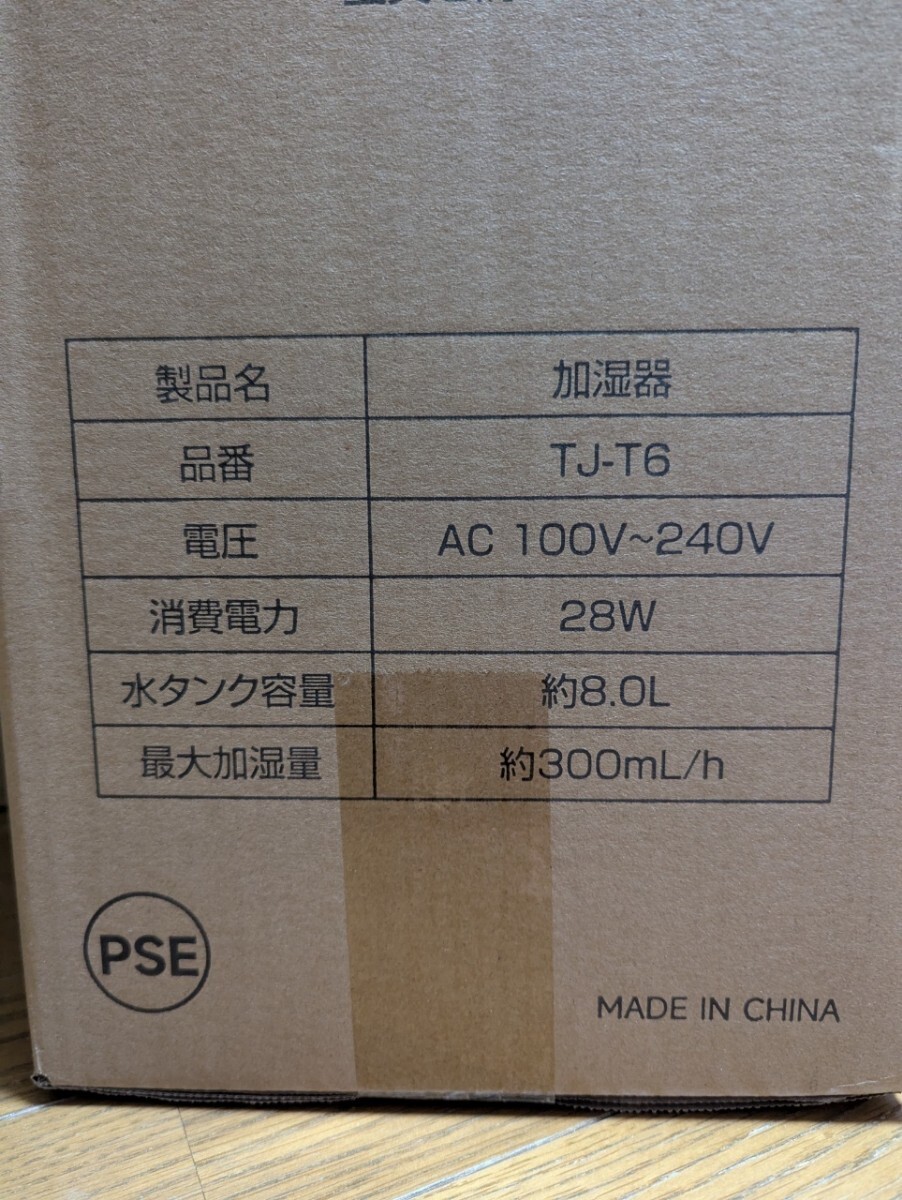 製品名 加湿器
品番 TJ-T6
電圧 AC 100V~240V
消費電力 28W
水タンク容量 約8.0L
最大加湿量 約300mL/h
PSE
MADE IN CHINA